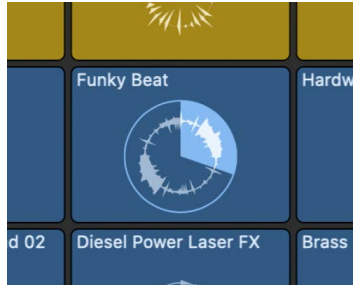 Funky Beat
Hardw
d 02
Diesel Power Laser FX
Brass